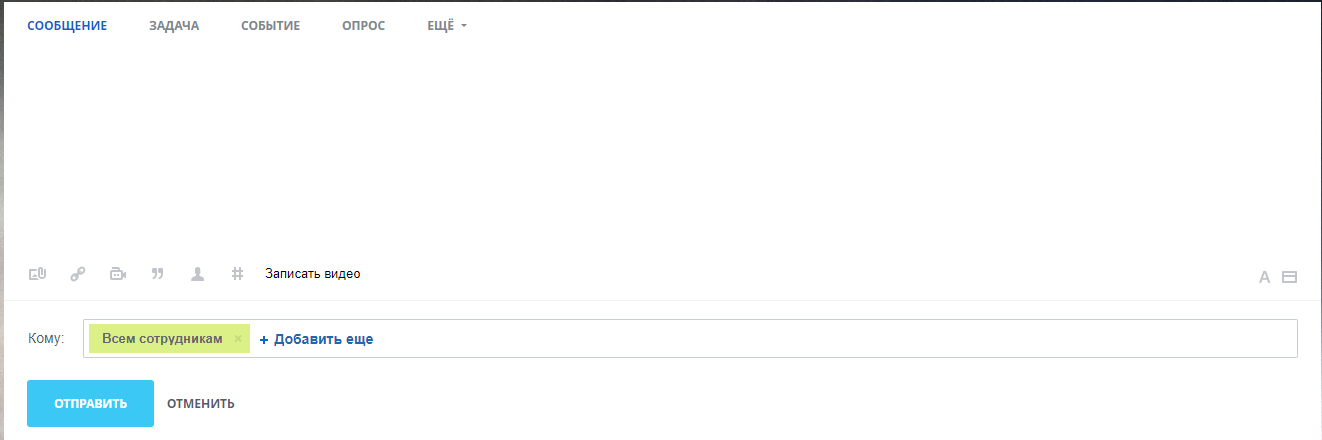 СООБЩЕНИЕ ЗАДАЧА СОБЫТИЕ ОПРОС ЕЩЁ
Записать видео
A
Кому: Всем сотрудникам × + Добавить еще
ОТПРАВИТЬ ОТМЕНИТЬ